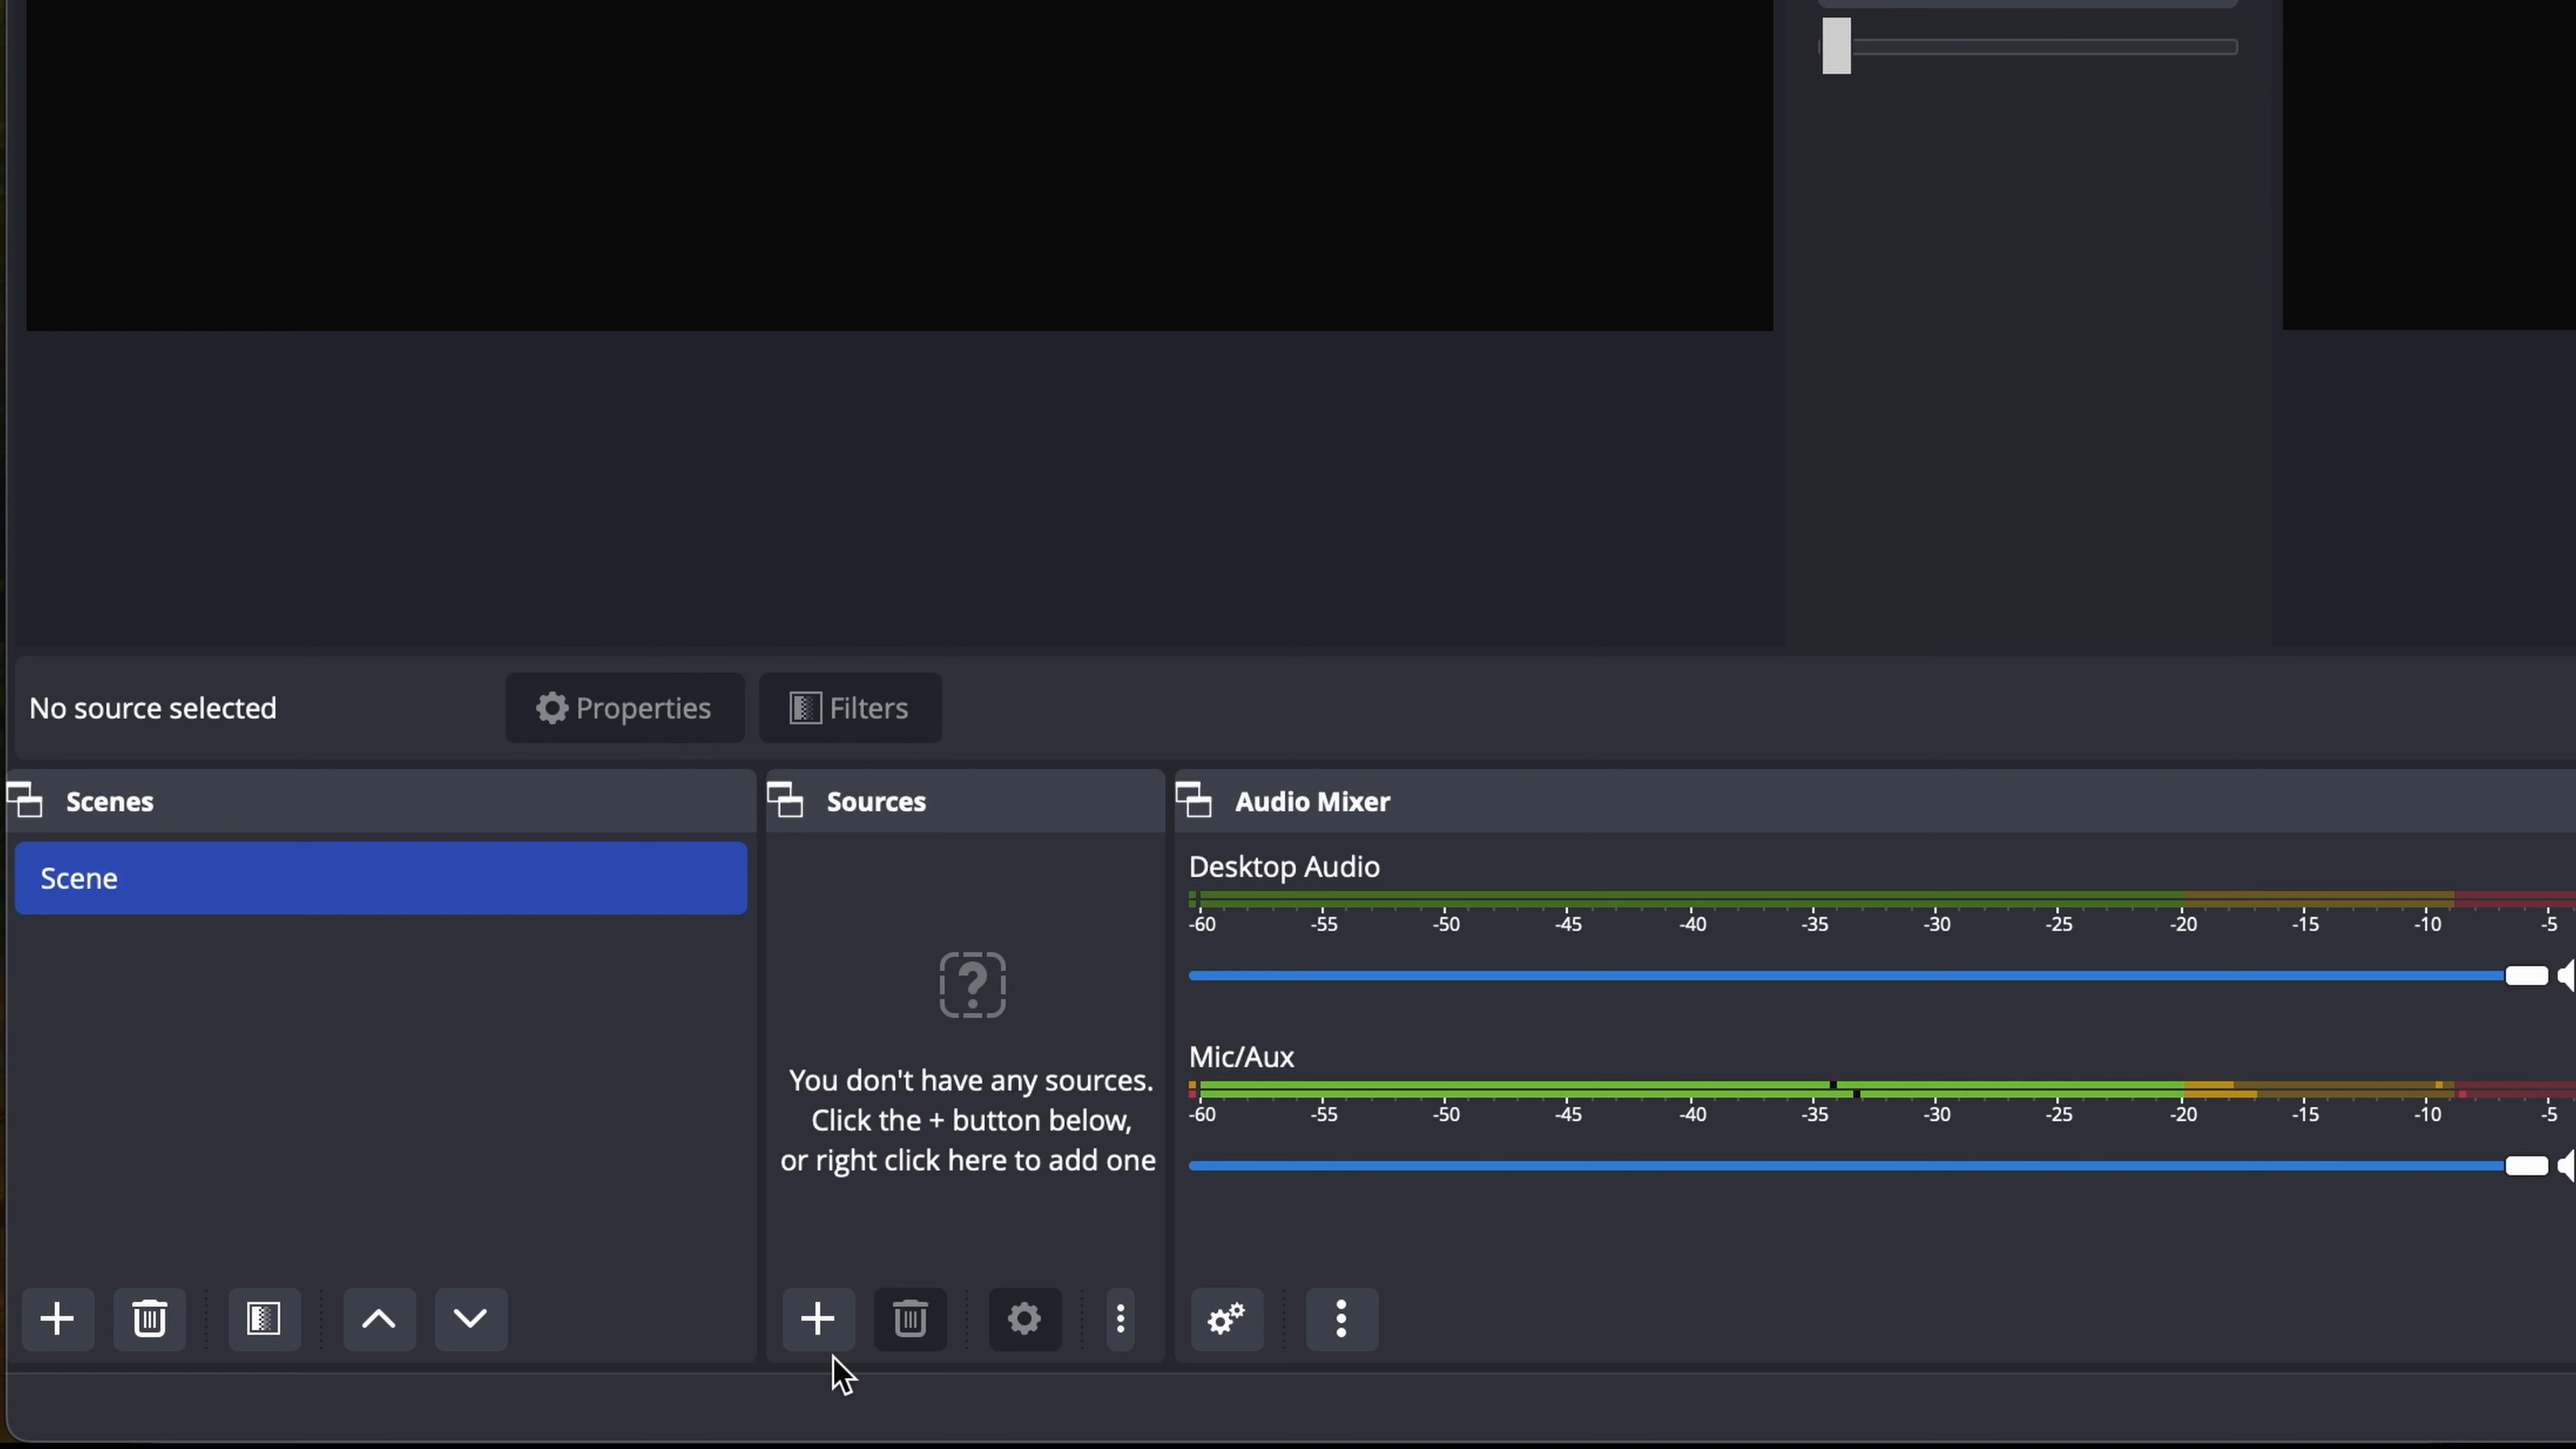 No source selected
Properties
Filters
Scenes
Scene
Sources
You don't have any sources.
Click the + button below,
or right click here to add one
Audio Mixer
Desktop Audio
-60 -55 -50 -45 -40 -35 -30 -25 -20 -15 -10 -5
Mic/Aux
-60 -55 -50 -45 -40 -35 -30 -25 -20 -15 -10 -5